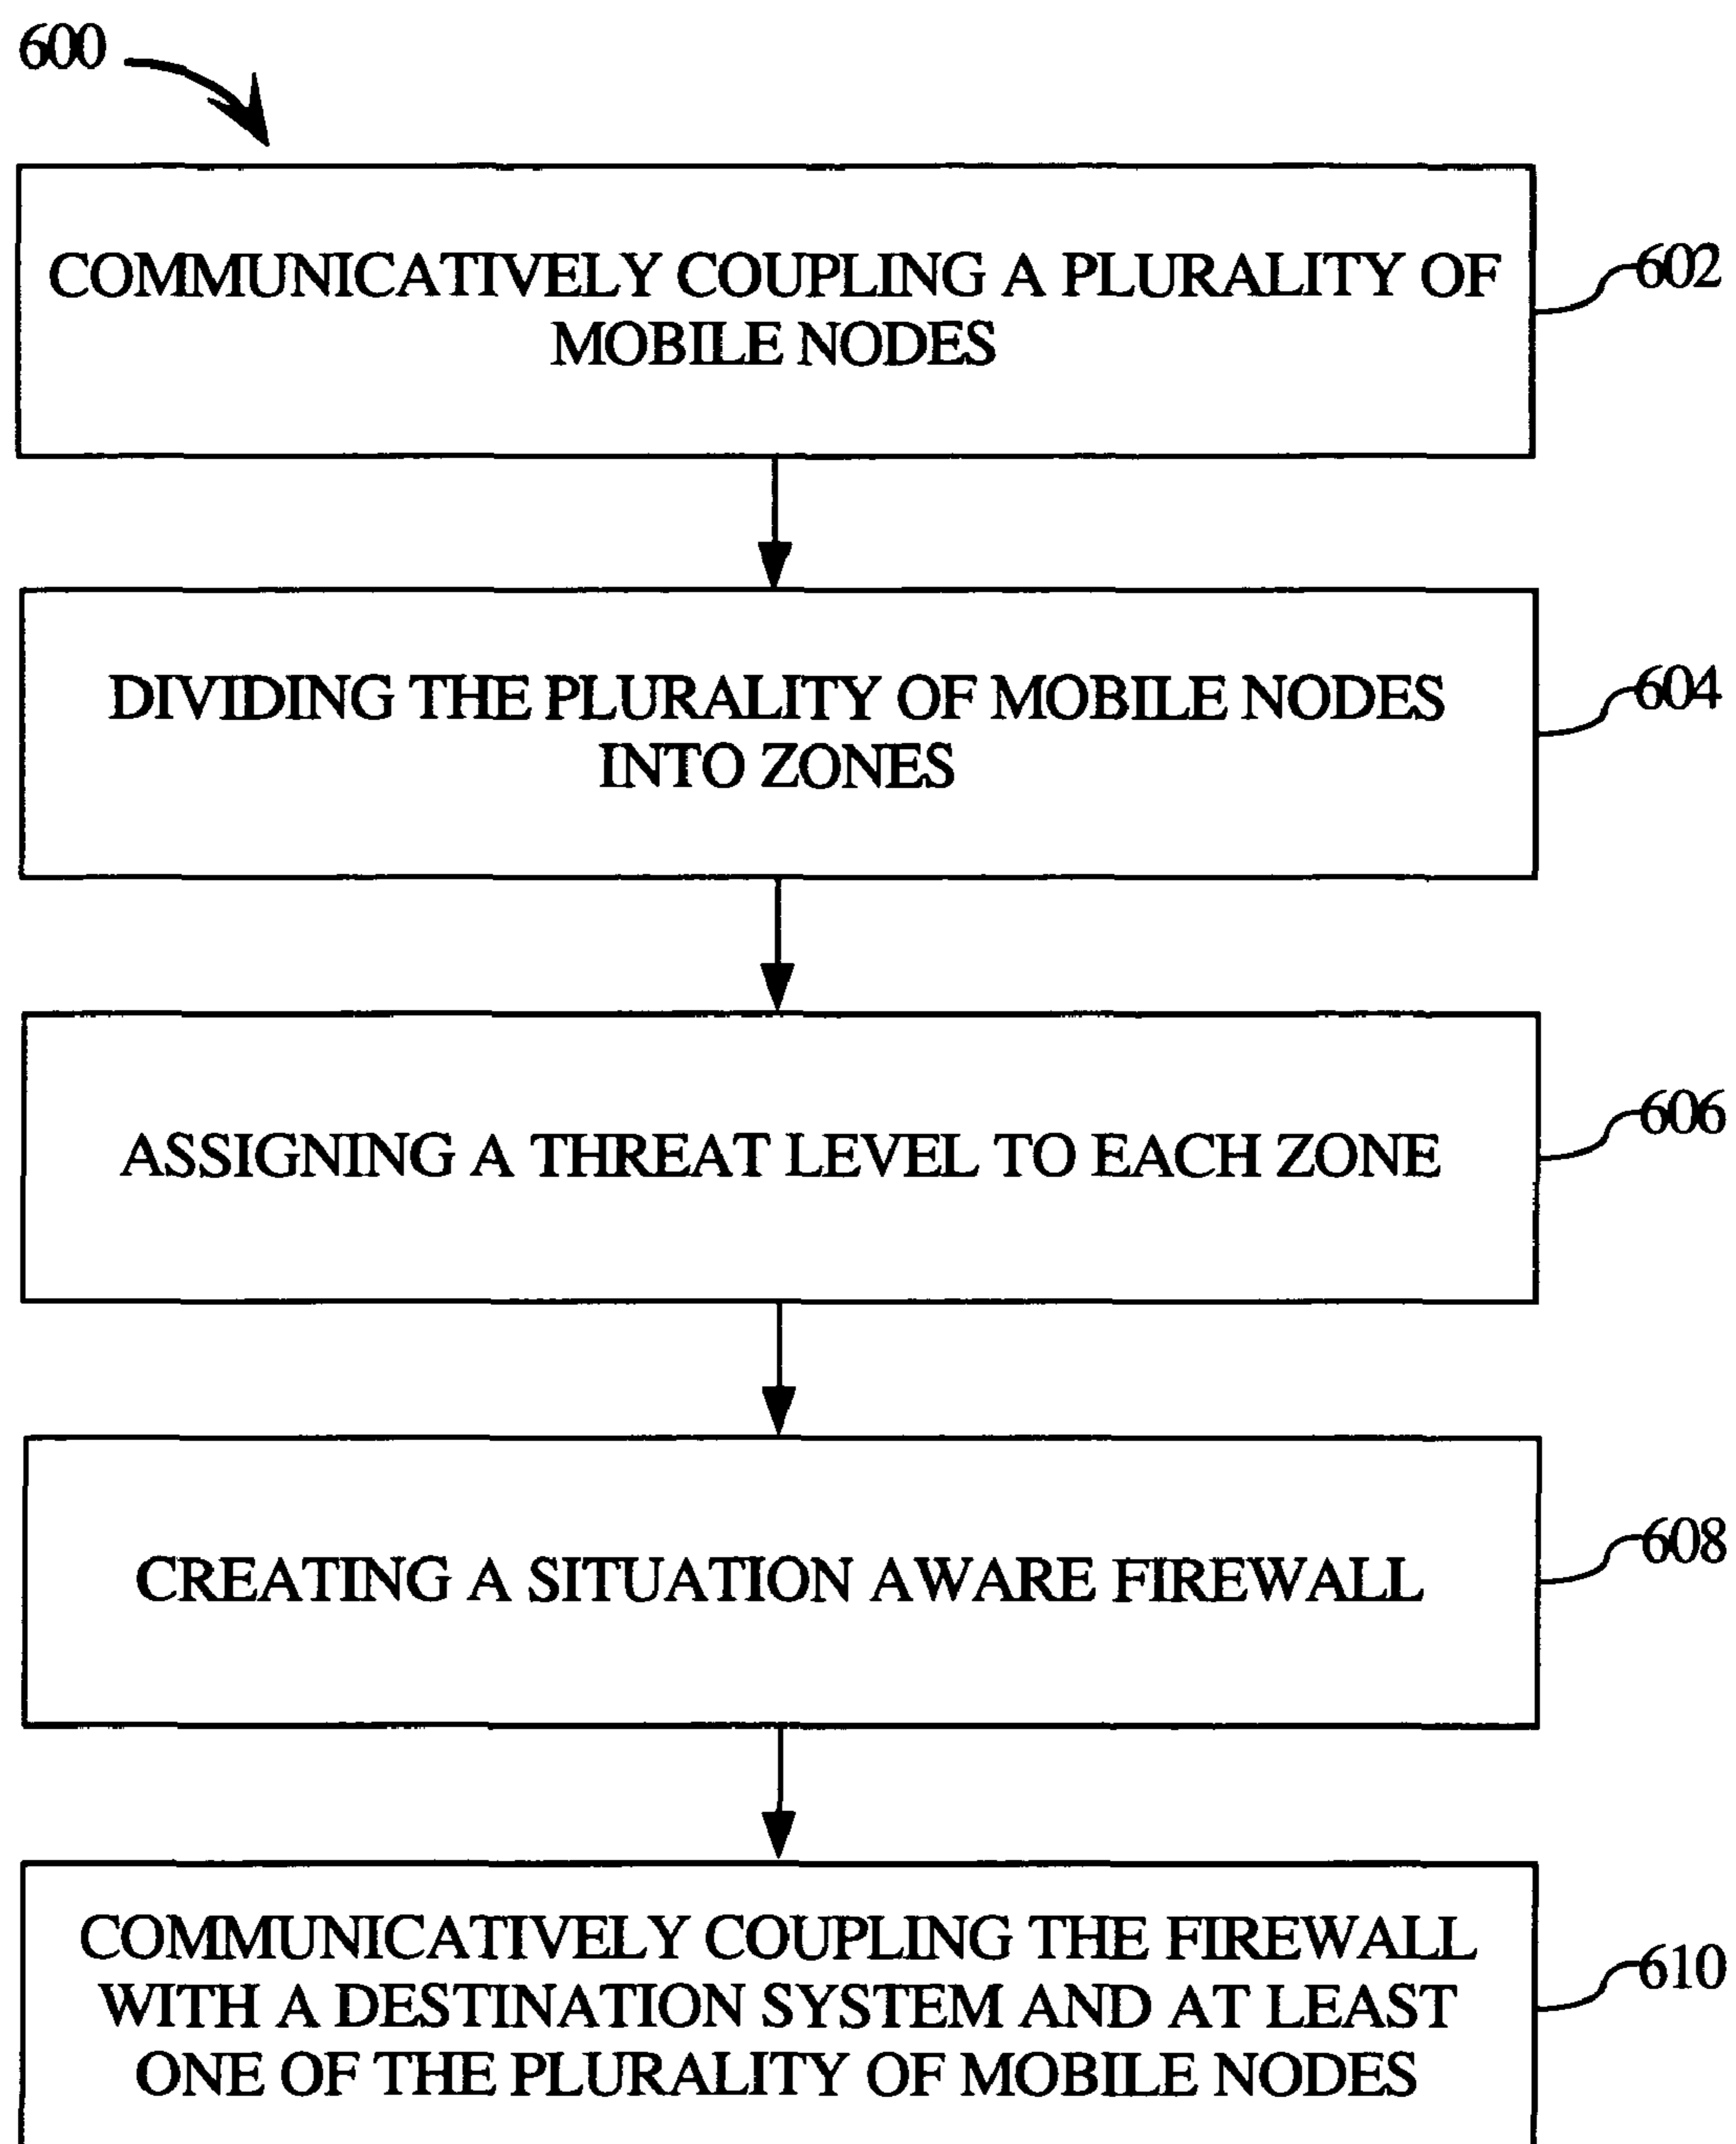 600
COMMUNICATIVELY COUPLING A PLURALITY OF
MOBILE NODES
602
DIVIDING THE PLURALITY OF MOBILE NODES
INTO ZONES
604
ASSIGNING A THREAT LEVEL TO EACH ZONE
606
CREATING A SITUATION AWARE FIREWALL
608
COMMUNICATIVELY COUPLING THE FIREWALL
WITH A DESTINATION SYSTEM AND AT LEAST
ONE OF THE PLURALITY OF MOBILE NODES
610